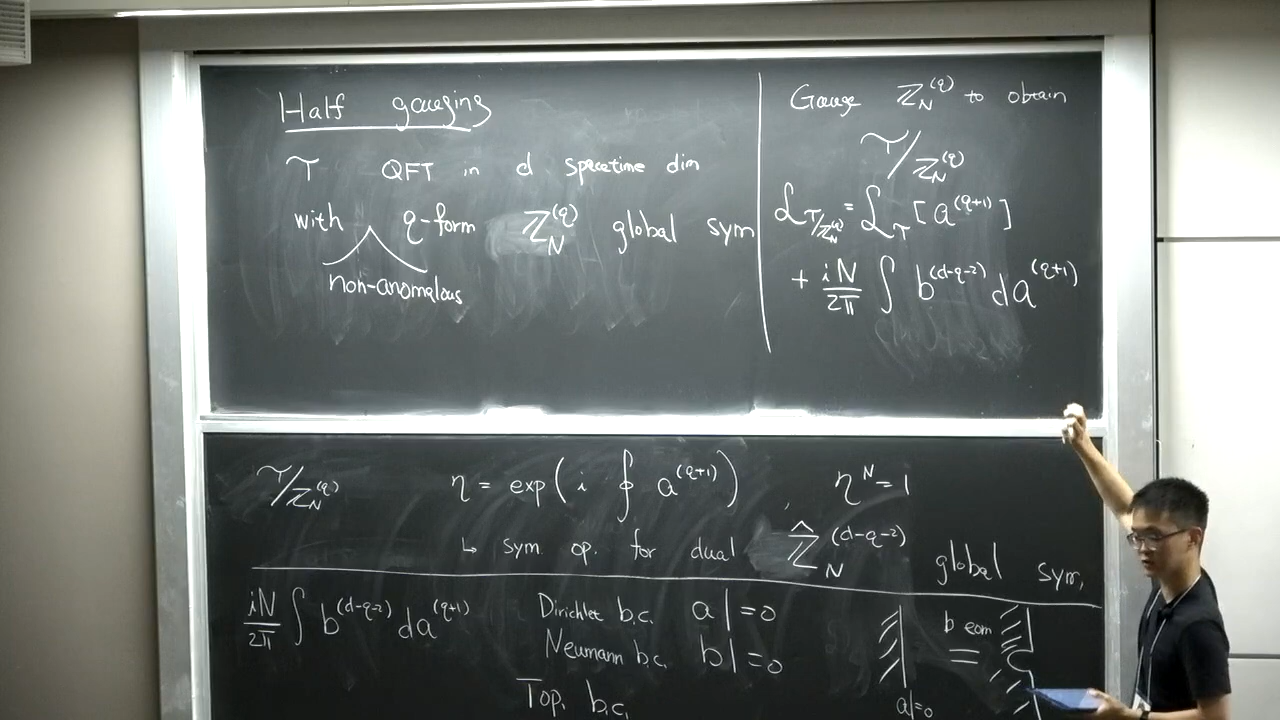 Half gauging
𝒯 QFT in d spacetime dim
with q-form ℤ_N^(q) global sym
non-anomalous
Gauge ℤ_N^(q) to obtain
𝒯/ℤ_N^(q)
ℒ_{𝒯/ℤ_N^(q)} = ℒ_𝒯 [a^(q+1)]
+ iN/2π ∫ b^(d-q-2) da^(q+1)
𝒯/ℤ_N^(q) η = exp(i ∮ a^(q+1)), η^N = 1
↳ sym op. for dual ℤ̂_N^(d-q-2) global sym.
iN/2π ∫ b^(d-q-2) da^(q+1)
Dirichlet b.c. a| = 0
Neumann b.c. b| = 0
Top. b.c.
b eom
=
a|=0